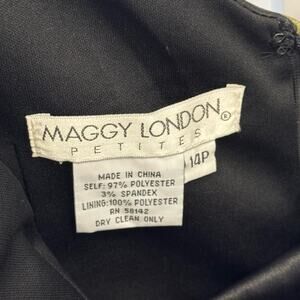 MAGGY LONDON®
PETITES
14P
MADE IN CHINA
SELF: 97% POLYESTER
3% SPANDEX
LINING:100% POLYESTER
RN 58142
DRY CLEAN ONLY